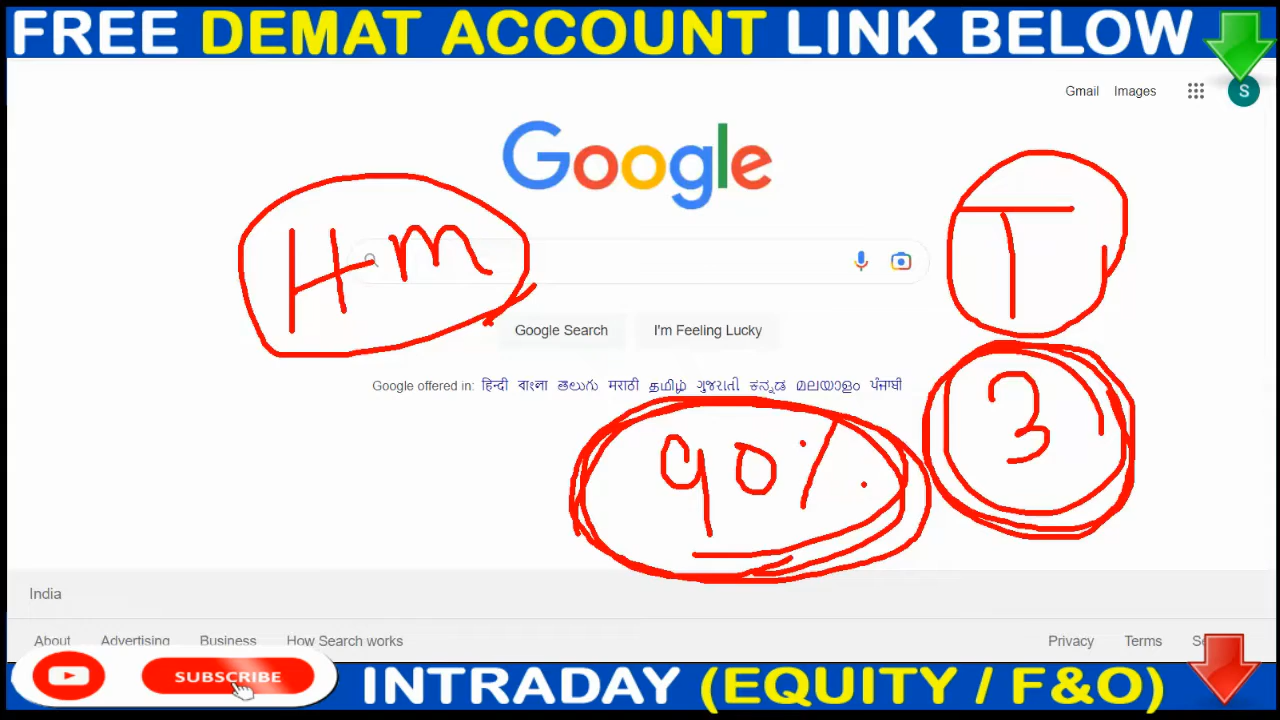 FREE DEMAT ACCOUNT LINK BELOW
Gmail Images S
Google
T
Hm
Google Search I'm Feeling Lucky
Google offered in: हिन्दी বাংলা తెలుగు मराठी தமிழ் ગુજરાતી ಕನ್ನಡ മലയാളം ਪੰਜਾਬੀ
3
90%
India
About Advertising Business How Search works Privacy Terms
SUBSCRIBE
INTRADAY (EQUITY / F&O)